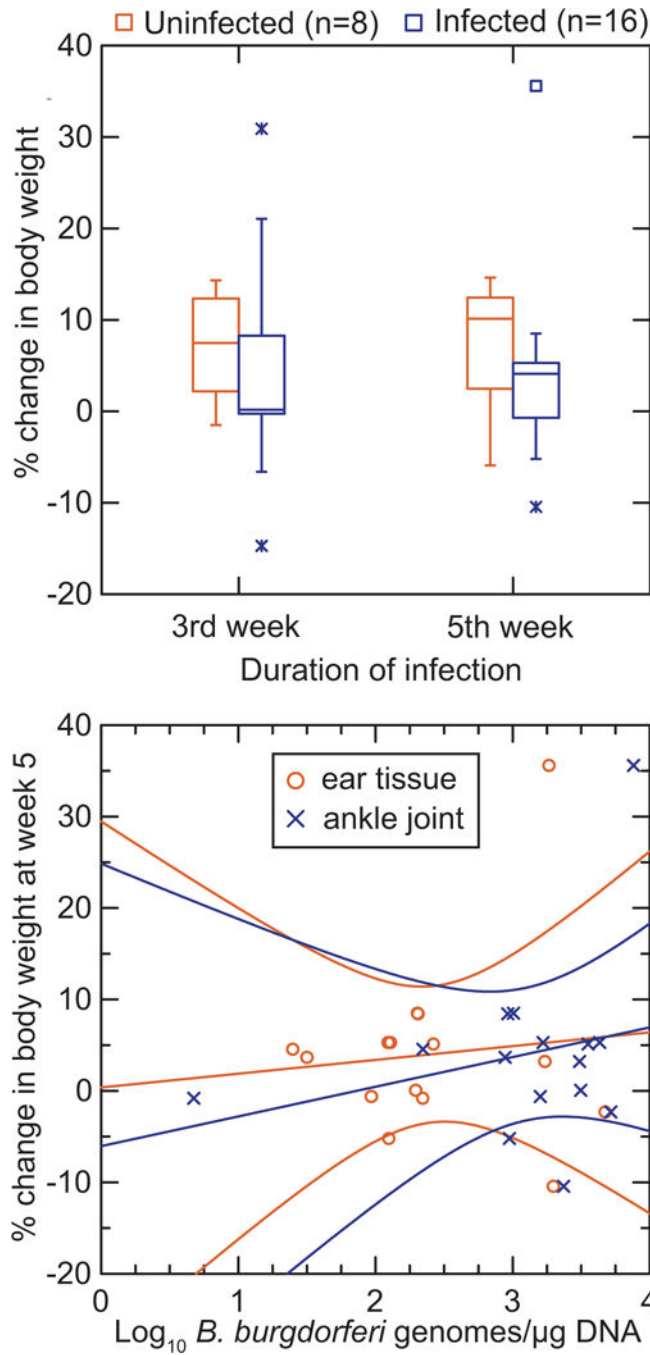 Uninfected (n=8) Infected (n=16)
40
30
20
10
0
-10
-20
% change in body weight
3rd week 5th week
Duration of infection
40
30
20
10
0
-10
-20
% change in body weight at week 5
ear tissue
ankle joint
0 1 2 3 4
Log₁₀ B. burgdorferi genomes/µg DNA